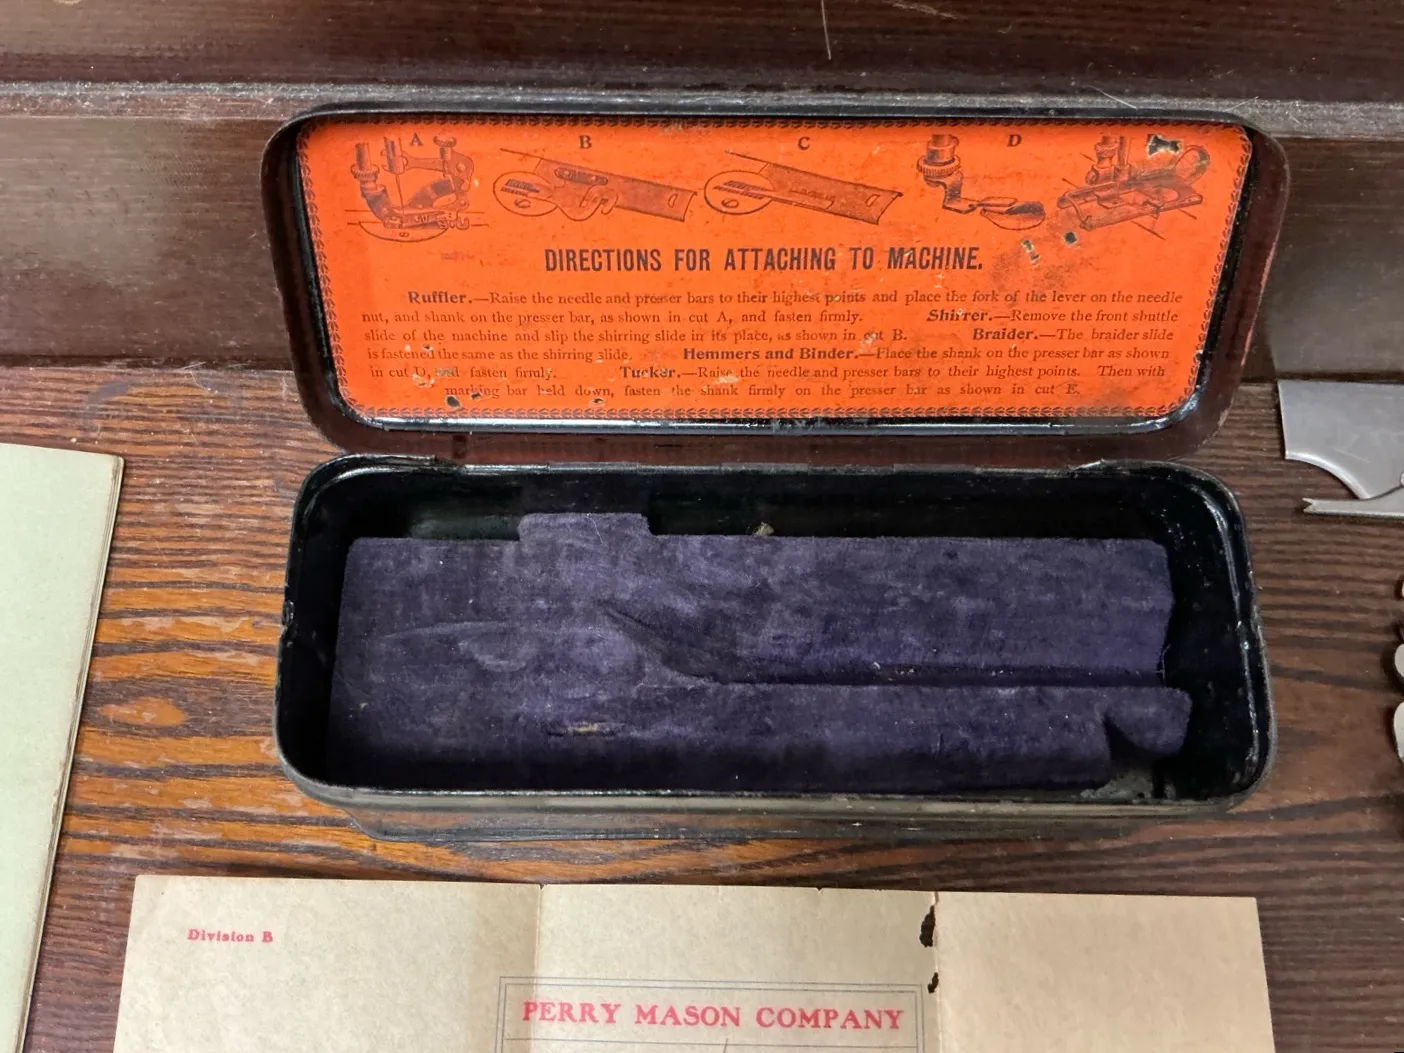 A B C D
DIRECTIONS FOR ATTACHING TO MACHINE.
Ruffler.—Raise the needle and presser bars to their highest points and place the fork of the lever on the needle
nut, and shank on the presser bar, as shown in cut A, and fasten firmly. Shirrer.—Remove the front shuttle
slide of the machine and slip the shirring slide in its place, as shown in cut B. Braider.—The braider slide
is fastened the same as the shirring slide. Hemmers and Binder.—Place the shank on the presser bar as shown
in cut D, and fasten firmly. Tucker.—Raise the needle and presser bars to their highest points. Then with
marking bar held down, fasten the shank firmly on the presser bar as shown in cut E.
Division B
PERRY MASON COMPANY